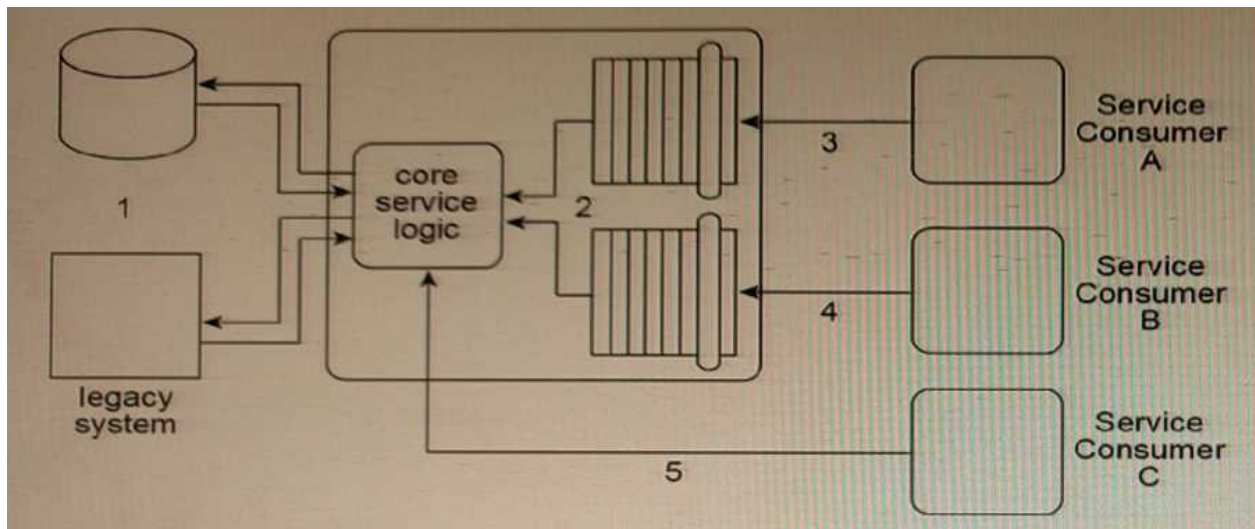 1
core
service
logic
2
3
Service
Consumer
A
4
Service
Consumer
B
legacy
system
5
Service
Consumer
C